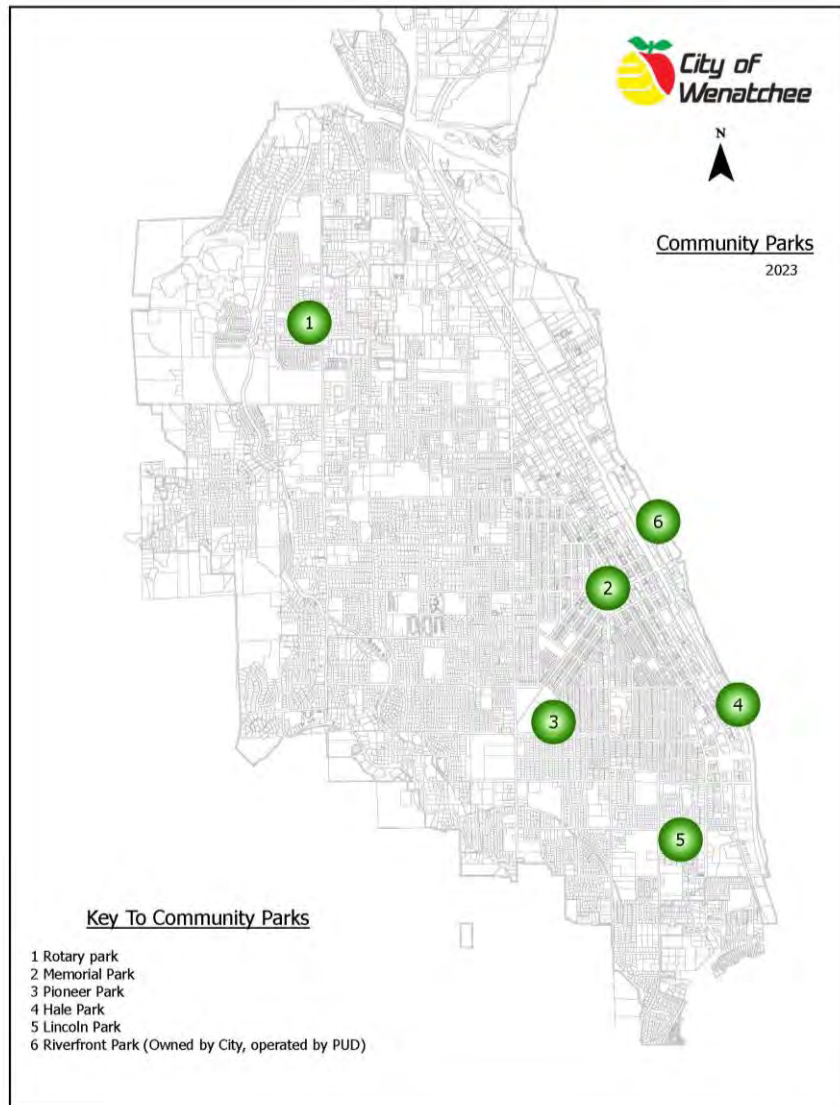 City of
Wenatchee
N
Community Parks
2023
1
6
2
4
3
5
Key To Community Parks
1 Rotary park
2 Memorial Park
3 Pioneer Park
4 Hale Park
5 Lincoln Park
6 Riverfront Park (Owned by City, operated by PUD)